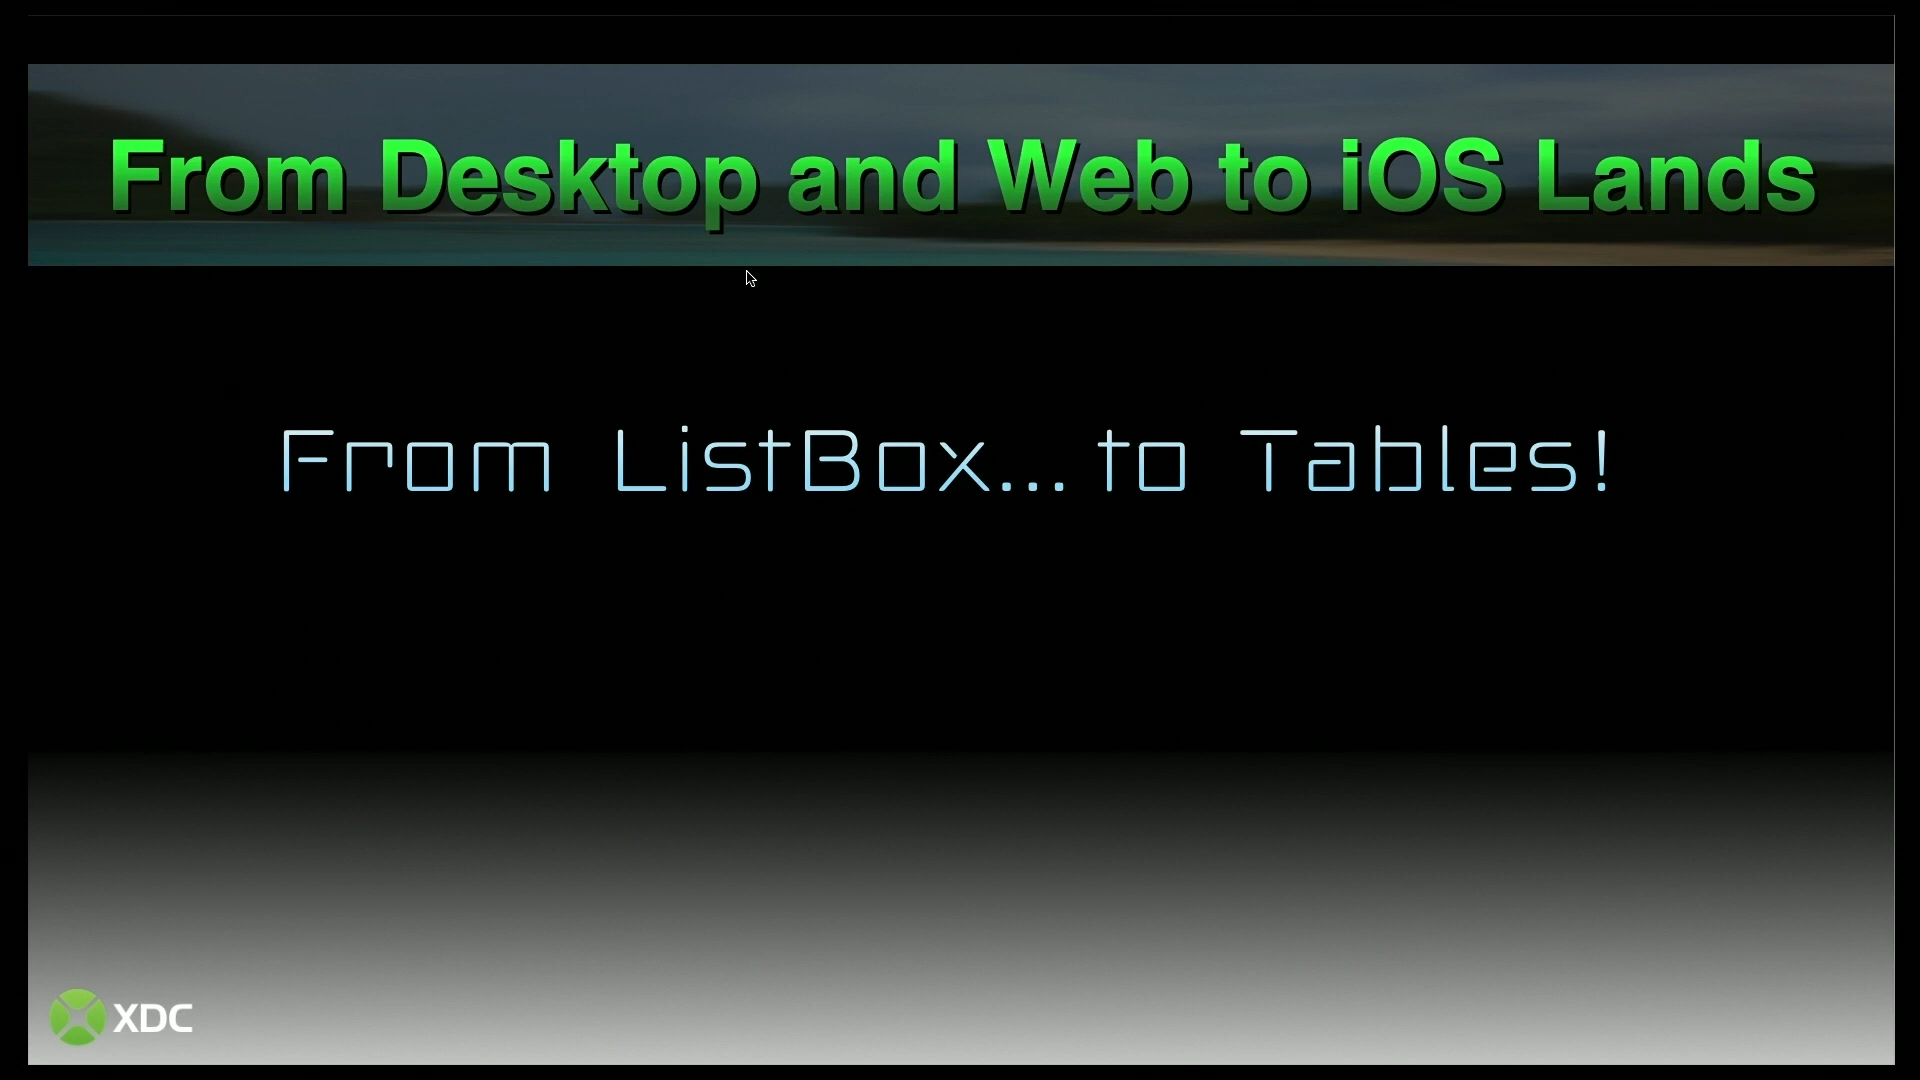 From Desktop and Web to iOS Lands
From ListBox... to Tables!
XDC